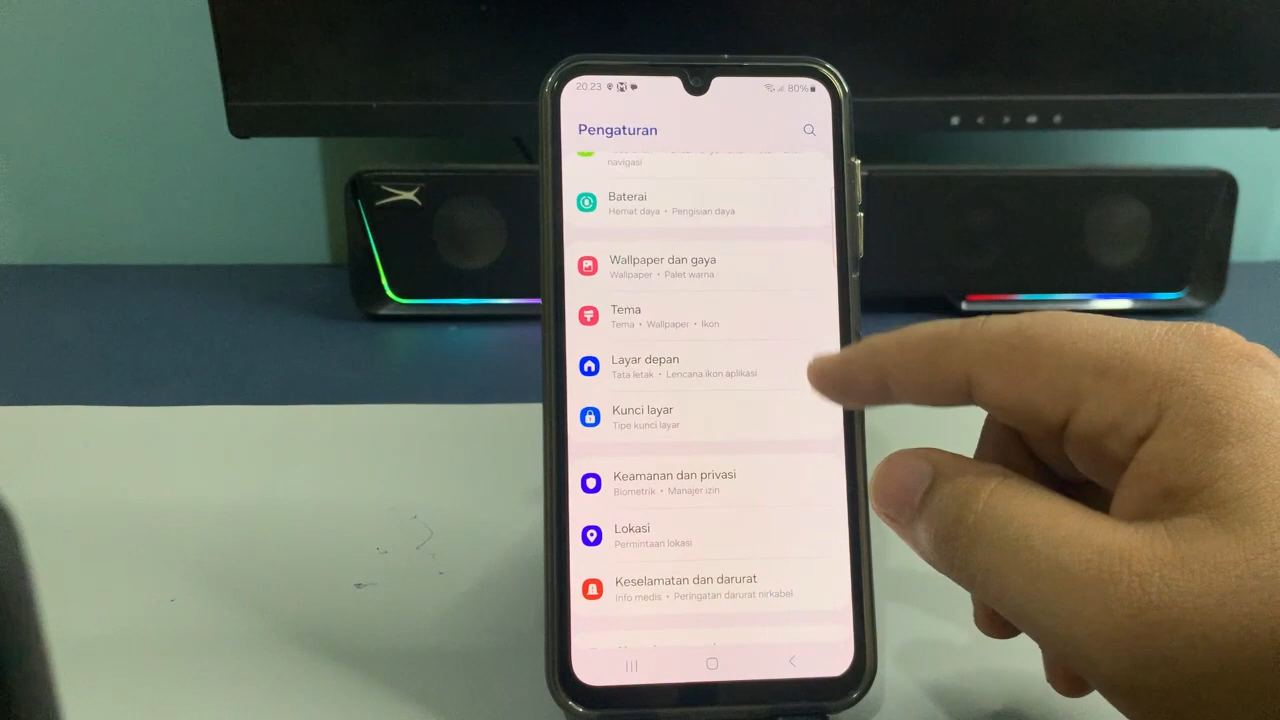 20.23
80%
Pengaturan
navigasi
Baterai
Hemat daya • Pengisian daya
Wallpaper dan gaya
Wallpaper • Palet warna
Tema
Tema • Wallpaper • Ikon
Layar depan
Tata letak • Lencana ikon aplikasi
Kunci layar
Tipe kunci layar
Keamanan dan privasi
Biometrik • Manajer izin
Lokasi
Permintaan lokasi
Keselamatan dan darurat
Info medis • Peringatan darurat nirkabel